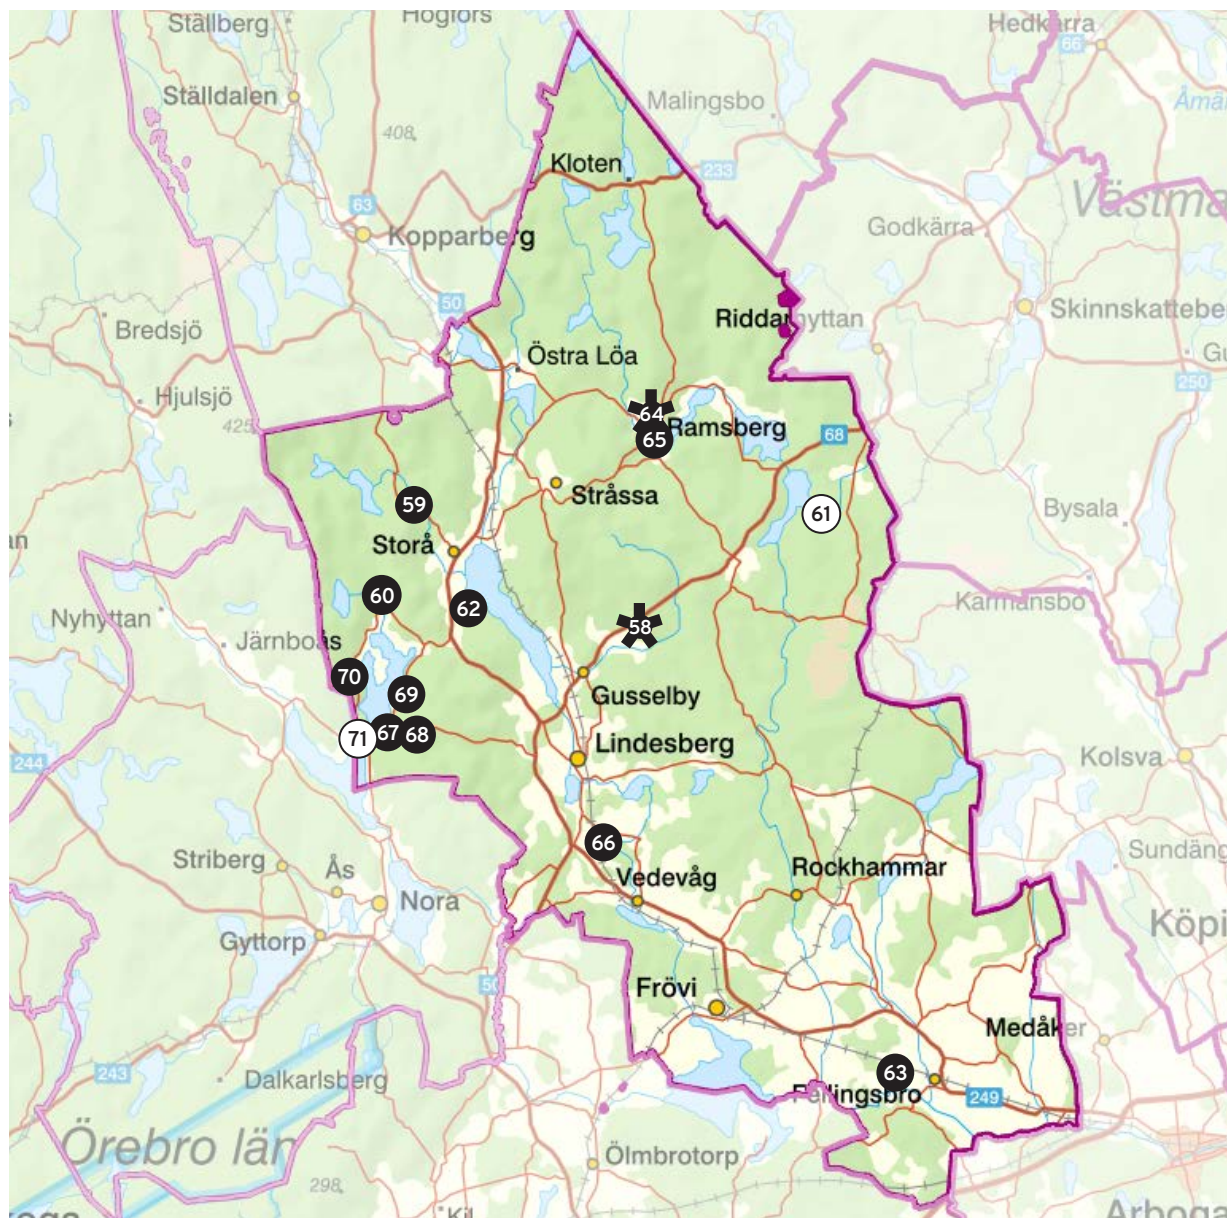 Ställberg
Högfors
Hedkärra
66
Ställdalen
Malingsbo
408
Kloten
233
63
Västma
Godkärra
Kopparberg
50
Skinnskattebe
Riddarhyttan
Bredsjö
Östra Löa
Gu
250
Hjulsjö
64
425
65
Ramsberg
68
Stråssa
59
61
Bysala
Storå
60
62
Karmansbo
Nyhyttan
58
Järnboås
70
69
Gusselby
67
68
71
Lindesberg
Kolsva
244
66
Striberg
Ås
Vedevåg
Rockhammar
Sundäng
Nora
Köpi
Gyttorp
50
Frövi
Medåker
243
63
Dalkarlsberg
Fellingsbro
249
Örebro län
Ölmbrotorp
298
Kil
Arboga